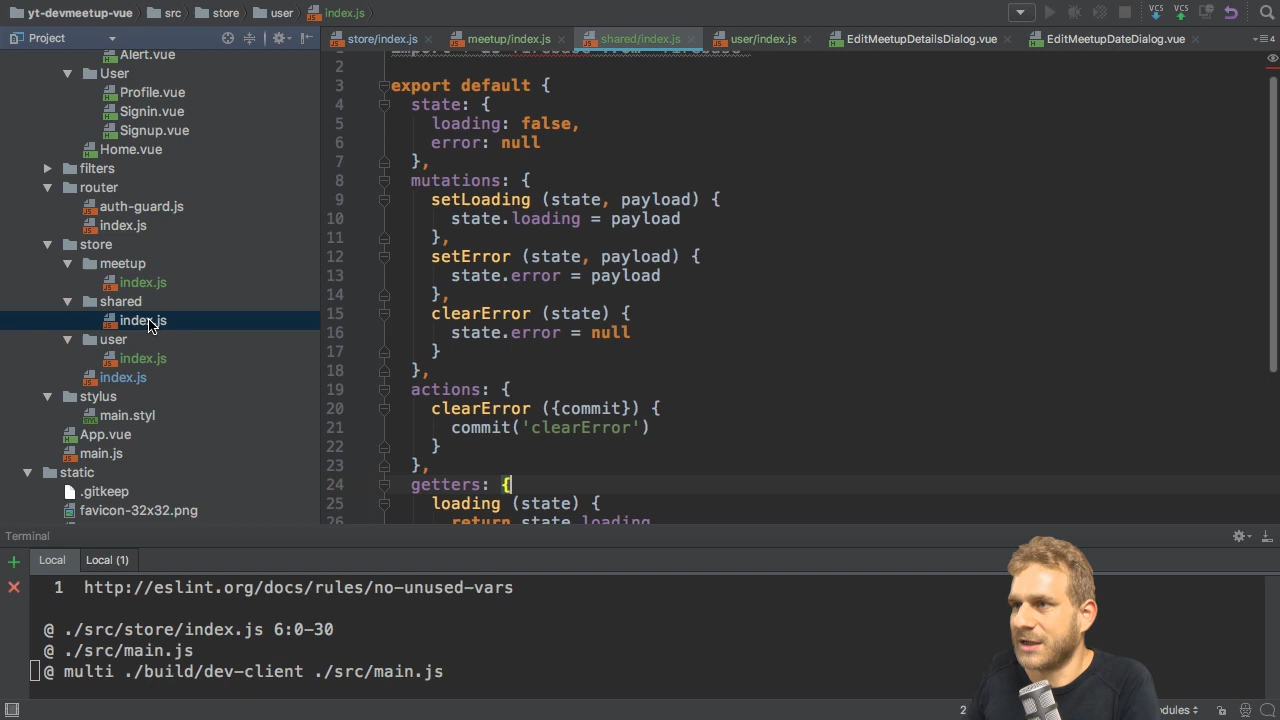 yt-devmeetup-vue src store user index.js
Project
store/index.js meetup/index.js shared/index.js user/index.js EditMeetupDetailsDialog.vue EditMeetupDateDialog.vue
VCS VCS
4
Alert.vue
User
Profile.vue
Signin.vue
Signup.vue
Home.vue
filters
router
auth-guard.js
index.js
store
meetup
index.js
shared
index.js
user
index.js
index.js
stylus
main.styl
App.vue
main.js
static
.gitkeep
favicon-32x32.png
2
3 export default {
4 state: {
5 loading: false,
6 error: null
7 },
8 mutations: {
9 setLoading (state, payload) {
10 state.loading = payload
11 },
12 setError (state, payload) {
13 state.error = payload
14 },
15 clearError (state) {
16 state.error = null
17 }
18 },
19 actions: {
20 clearError ({commit}) {
21 commit('clearError')
22 }
23 },
24 getters: {
25 loading (state) {
26 return state.loading
Terminal
Local Local (1)
1 http://eslint.org/docs/rules/no-unused-vars
@ ./src/store/index.js 6:0-30
@ ./src/main.js
@ multi ./build/dev-client ./src/main.js
2